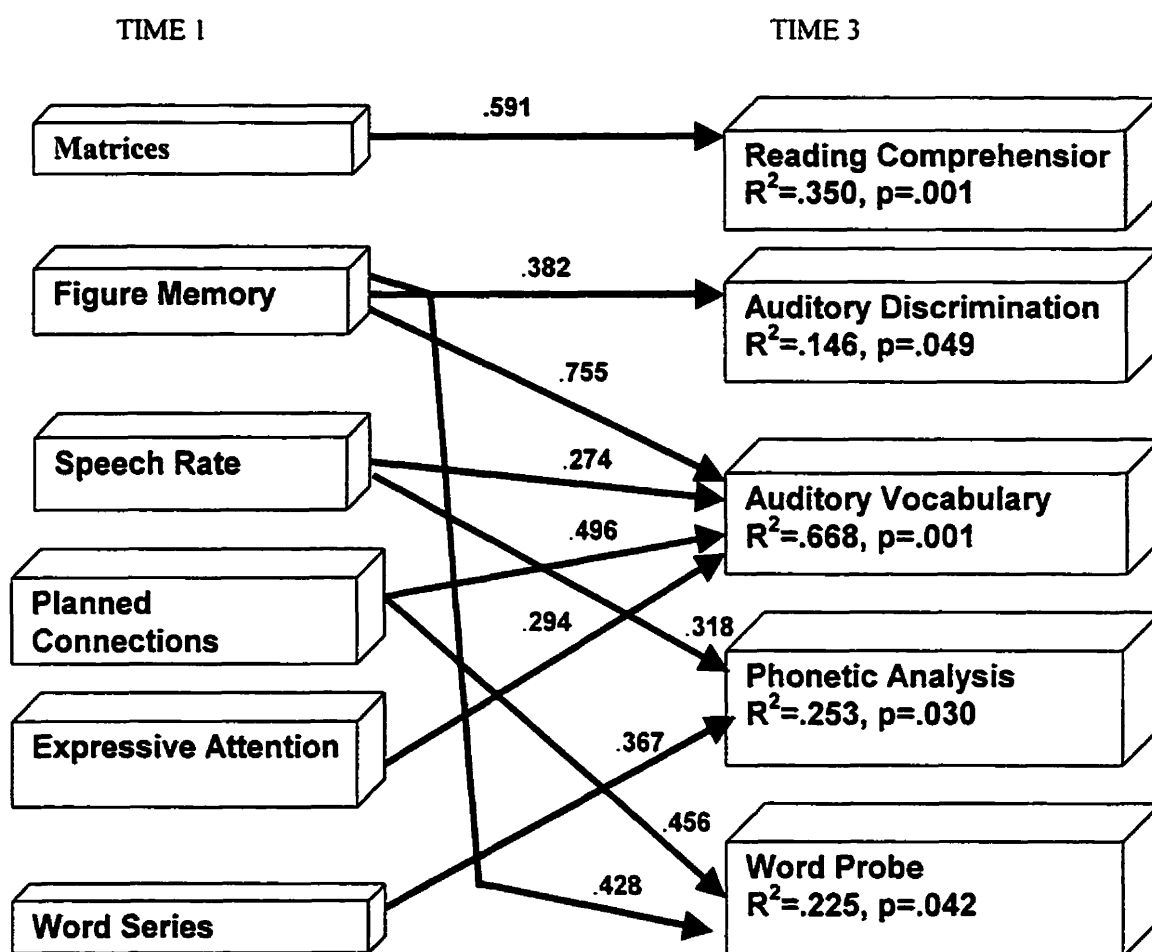 TIME 1
TIME 3
Matrices
.591
Reading Comprehensior
R²=.350, p=.001
Figure Memory
.382
Auditory Discrimination
R²=.146, p=.049
.755
Speech Rate
.274
Auditory Vocabulary
R²=.668, p=.001
.496
Planned
Connections
.294
.318
Phonetic Analysis
R²=.253, p=.030
Expressive Attention
.367
.456
Word Probe
R²=.225, p=.042
.428
Word Series